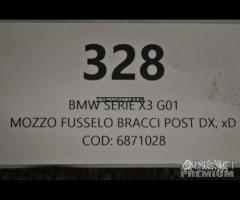 328
BMW SERIE X3 G01
MOZZO FUSSELO BRACCI POST DX, xD
COD: 6871028
PREMIUM